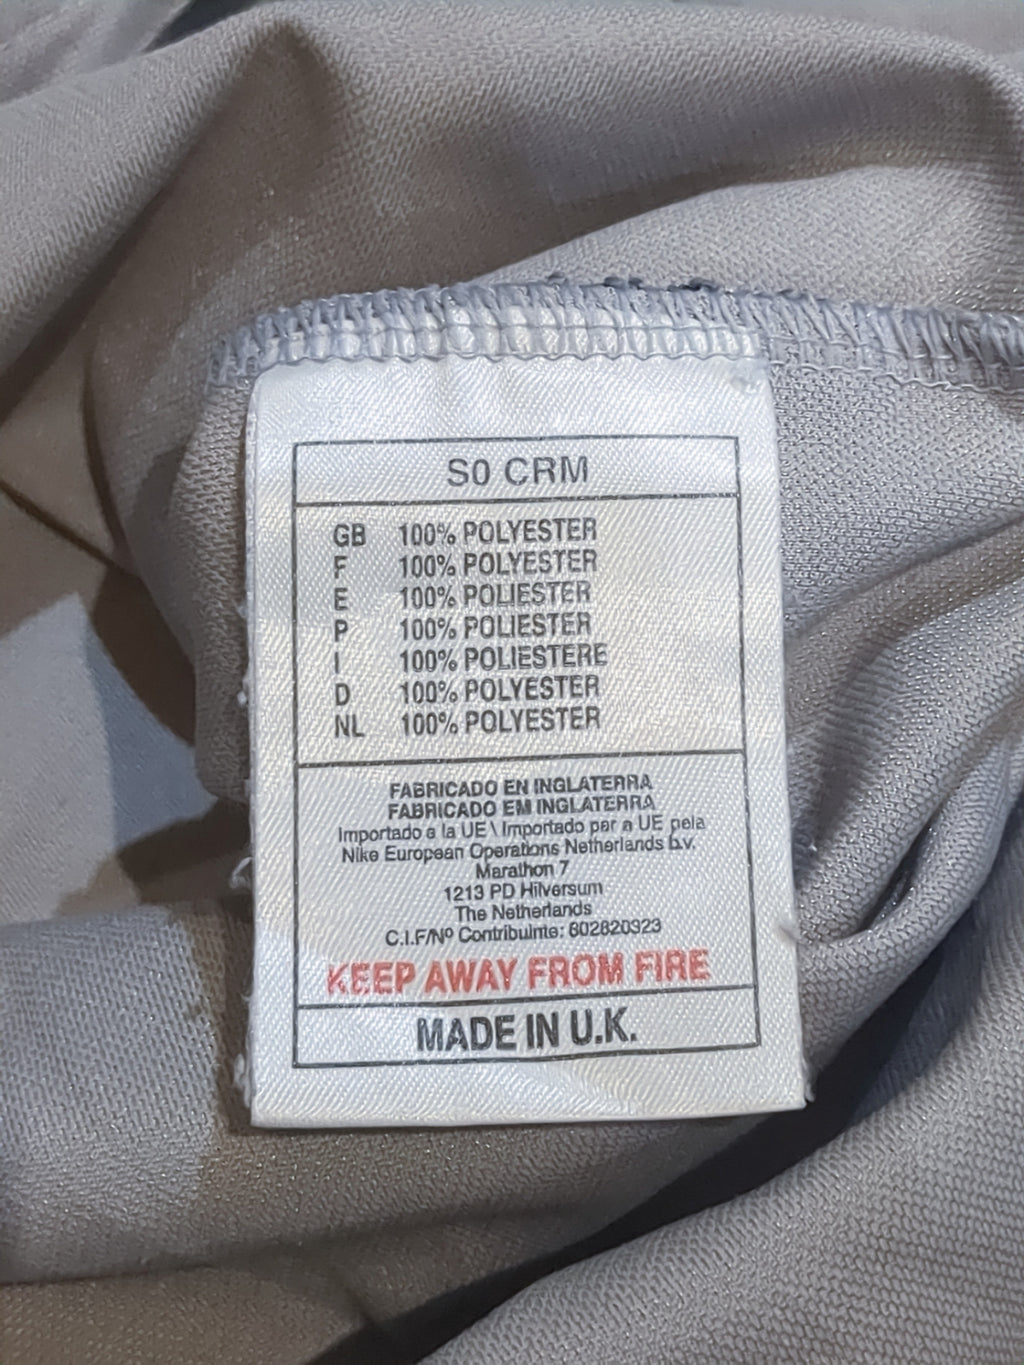 S0 CRM
GB 100% POLYESTER
F 100% POLYESTER
E 100% POLIESTER
P 100% POLIESTER
I 100% POLIESTERE
D 100% POLYESTER
NL 100% POLYESTER
FABRICADO EN INGLATERRA
FABRICADO EM INGLATERRA
Importado a la UE \ Importado par a UE pela
Nike European Operations Netherlands b.v.
Marathon 7
1213 PD Hilversum
The Netherlands
C.I.F/Nº Contribuinte: 802820323
KEEP AWAY FROM FIRE
MADE IN U.K.